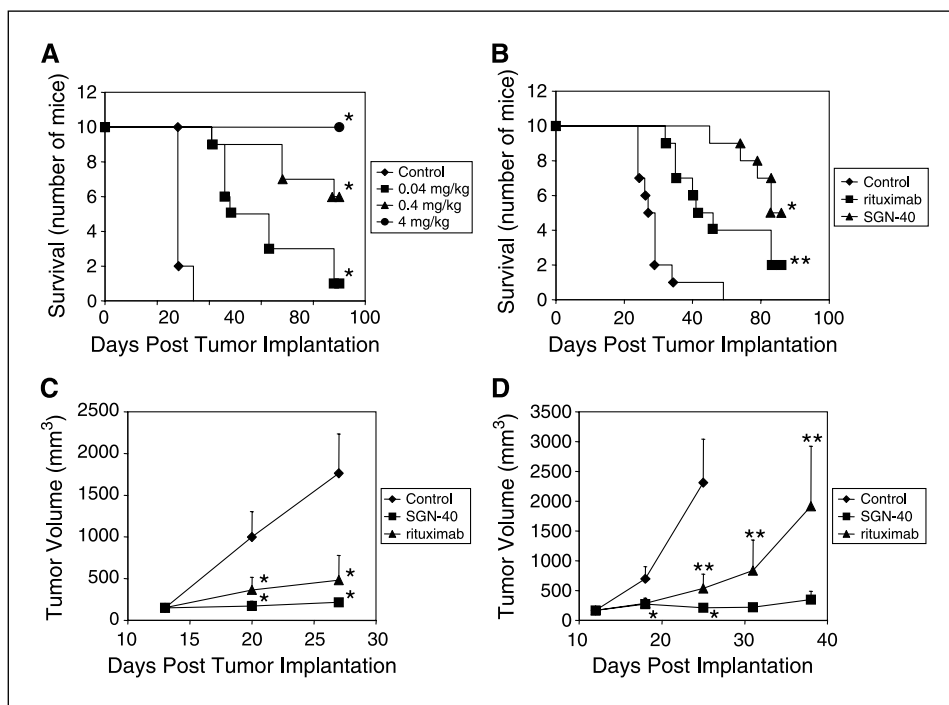 A
Survival (number of mice)
12
10
8
6
4
2
0
0 20 40 60 80 100
Days Post Tumor Implantation
*
*
*
Control
0.04 mg/kg
0.4 mg/kg
4 mg/kg
B
Survival (number of mice)
12
10
8
6
4
2
0
0 20 40 60 80 100
Days Post Tumor Implantation
*
**
Control
rituximab
SGN-40
C
Tumor Volume (mm³)
2500
2000
1500
1000
500
0
10 15 20 25 30
Days Post Tumor Implantation
*
*
*
*
Control
SGN-40
rituximab
D
Tumor Volume (mm³)
3500
3000
2500
2000
1500
1000
500
0
10 20 30 40
Days Post Implantation
**
**
**
*
*
Control
SGN-40
rituximab